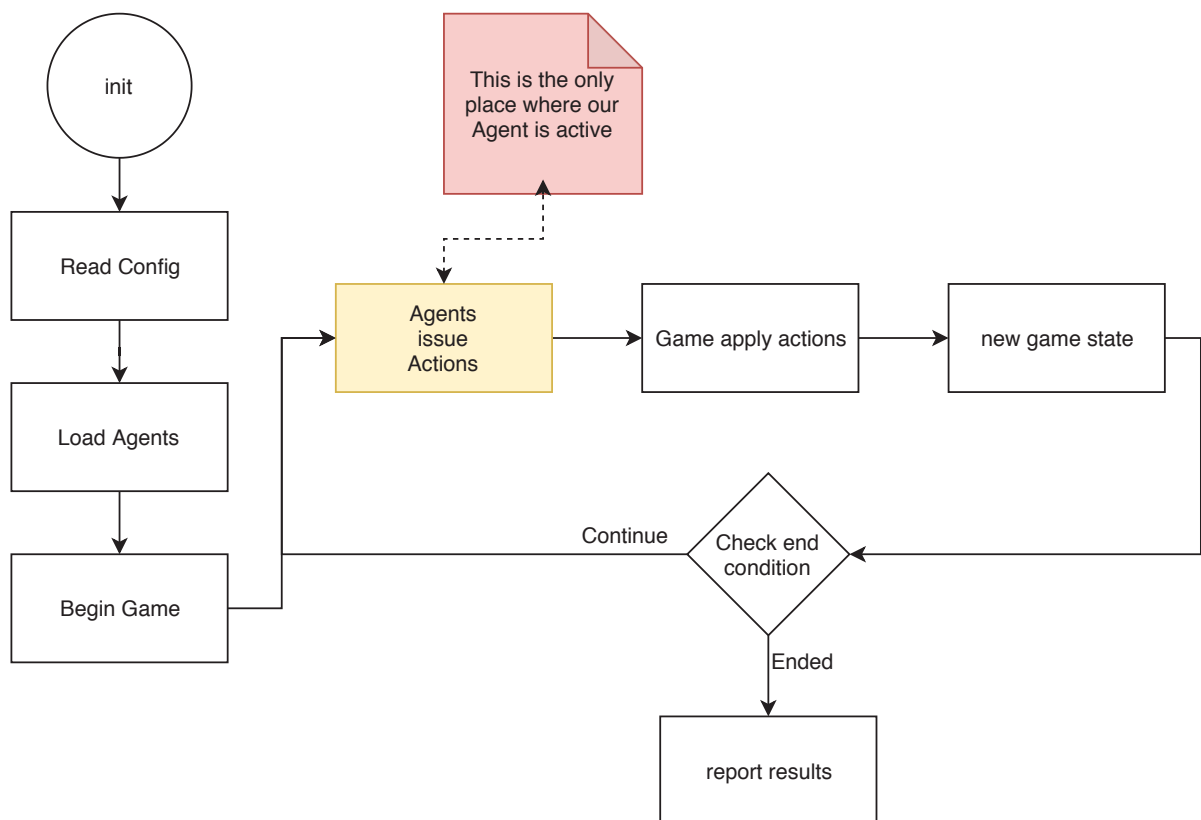 init
This is the only
place where our
Agent is active
Read Config
Agents
issue
Actions
Game apply actions
new game state
Load Agents
Continue
Check end
condition
Begin Game
Ended
report results